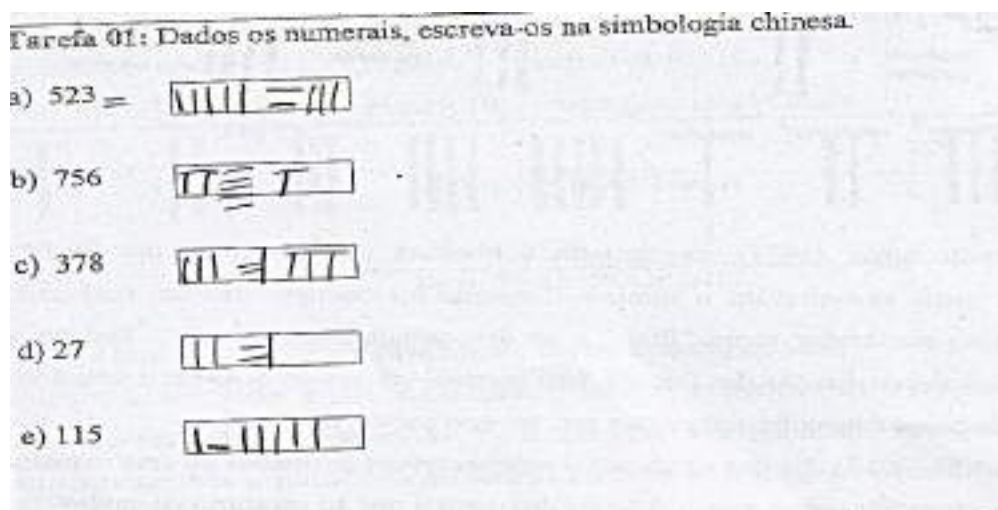 Tarefa 01: Dados os numerais, escreva-os na simbologia chinesa.
a) 523 = |||||  =  |||
b) 756
c) 378
d) 27
e) 115 | – |||||